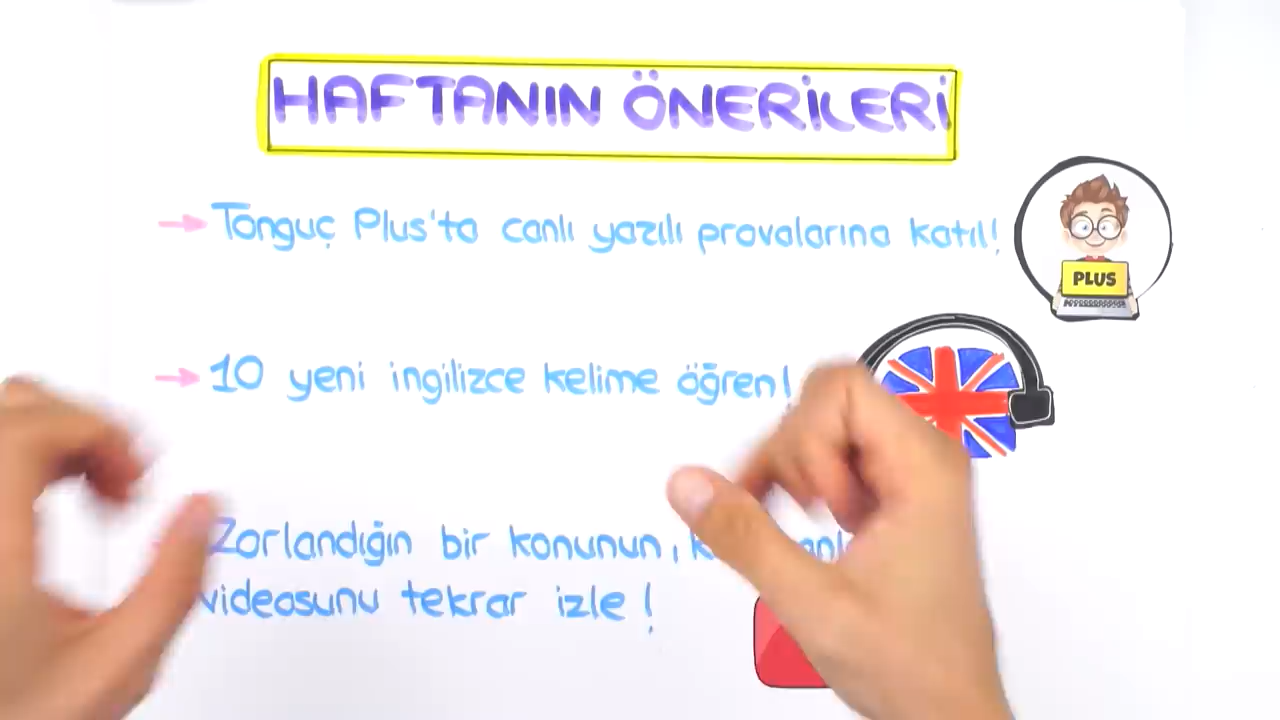 HAFTANIN ÖNERİLERİ
Tonguç Plus'ta canlı yazılı provalarına katıl!
PLUS
10 yeni ingilizce kelime öğren!
Zorlandığın bir konunun,
videosunu tekrar izle!